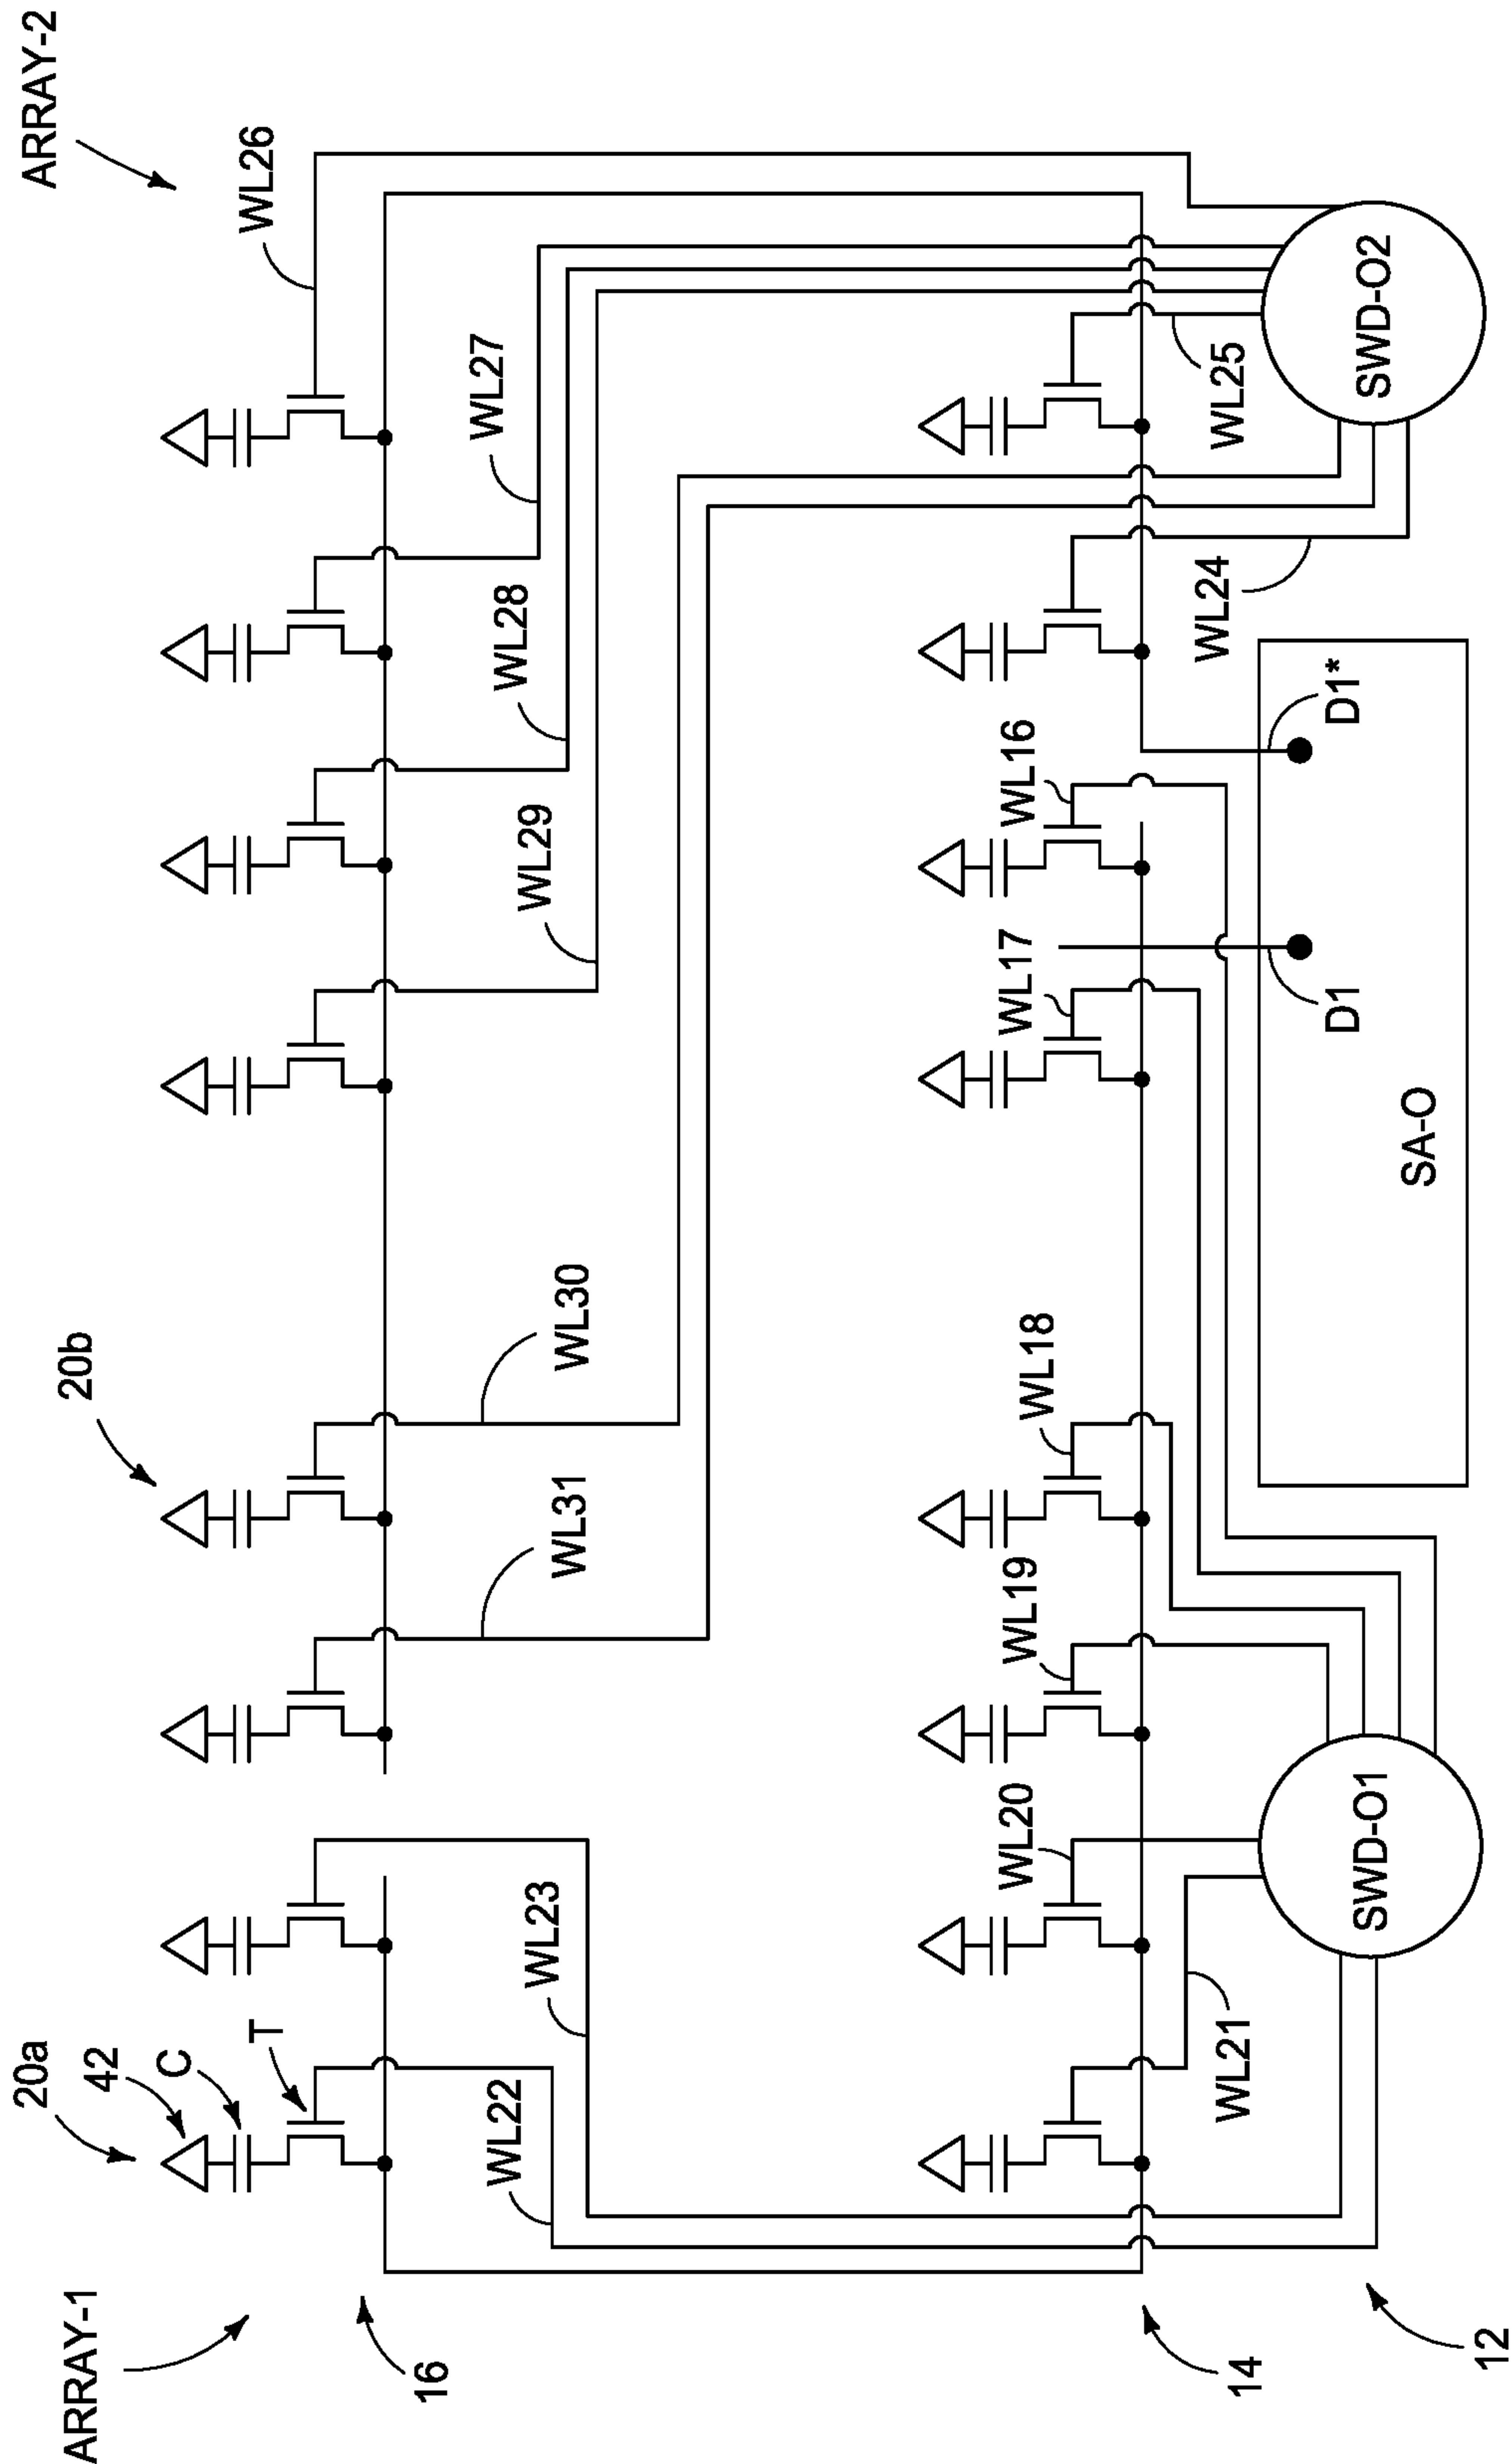 ARRAY-1
ARRAY-2
20a
42
C
T
20b
WL26
16
WL22
WL23
WL31
WL30
WL29
WL28
WL27
WL21
WL20
WL19
WL18
WL17
WL16
WL24
WL25
14
D1
D1*
SWD-O1
SA-O
SWD-O2
12